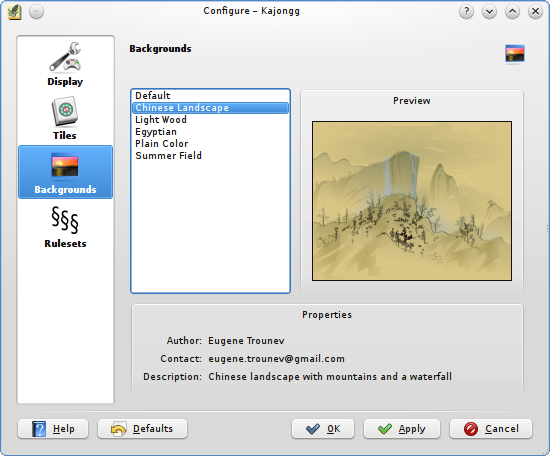 Configure – Kajongg
Display
Tiles
Backgrounds
§§§
Rulesets
Backgrounds
Default
Chinese Landscape
Light Wood
Egyptian
Plain Color
Summer Field
Preview
Properties
Author: Eugene Trounev
Contact: eugene.trounev@gmail.com
Description: Chinese landscape with mountains and a waterfall
Help
Defaults
OK
Apply
Cancel